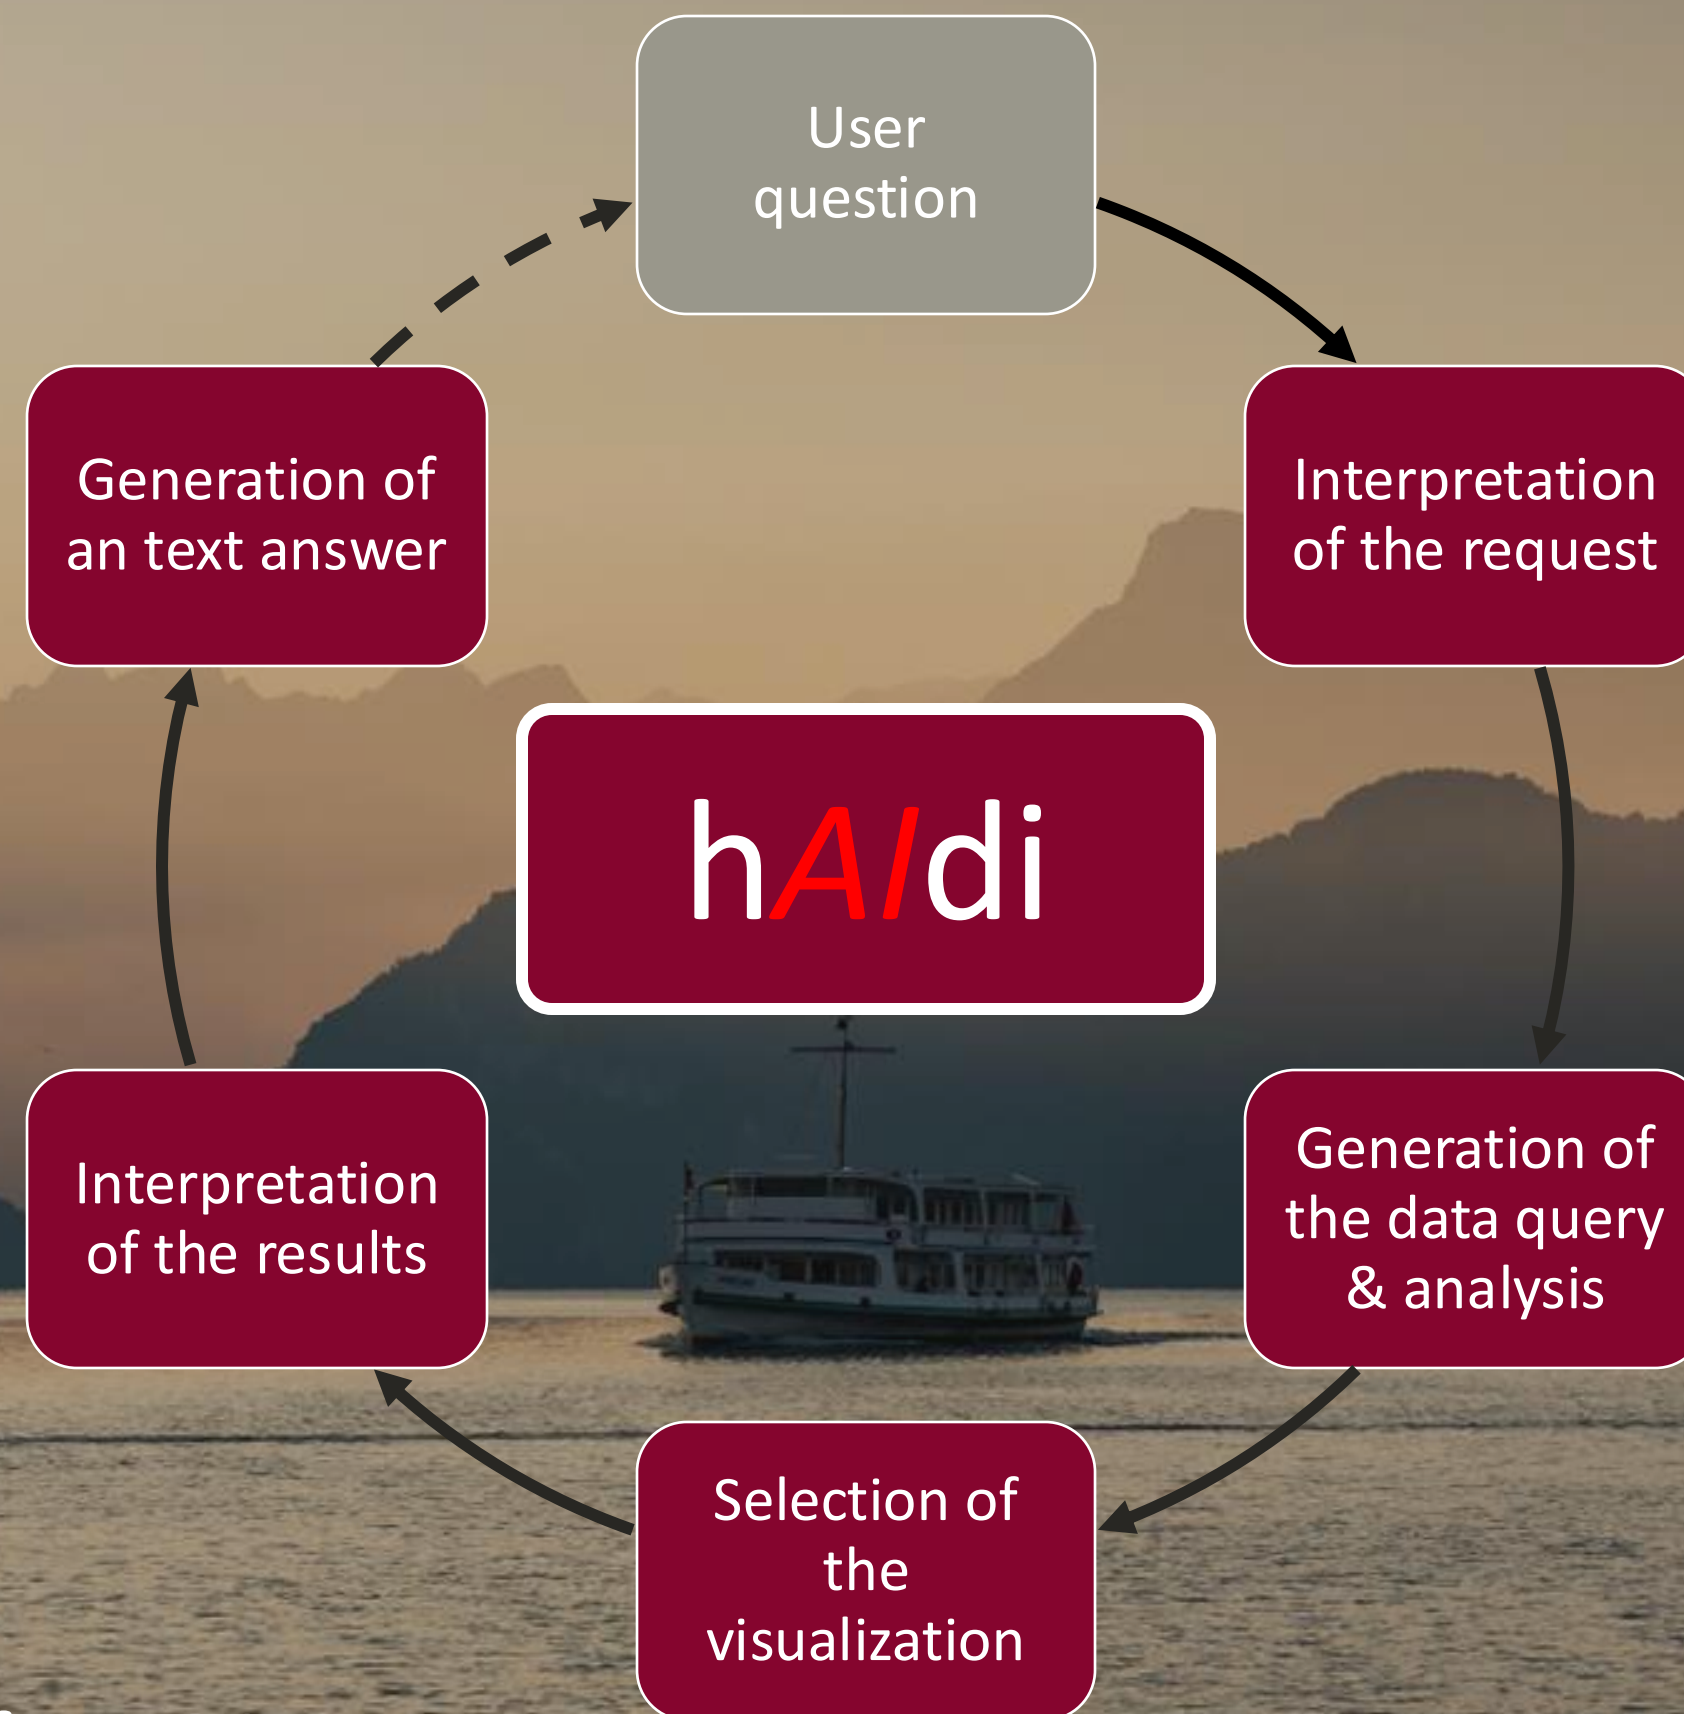 User
question
Interpretation
of the request
Generation of
the data query
& analysis
Selection of
the
visualization
Interpretation
of the results
Generation of
an text answer
hAIdi